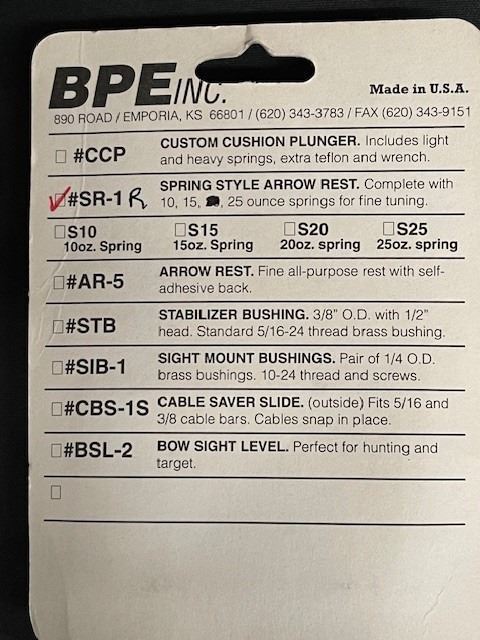 BPE INC.
Made in U.S.A.
890 ROAD / EMPORIA, KS 66801 / (620) 343-3783 / FAX (620) 343-9151
#CCP CUSTOM CUSHION PLUNGER. Includes light
and heavy springs, extra teflon and wrench.
#SR-1 R SPRING STYLE ARROW REST. Complete with
10, 15, 25 ounce springs for fine tuning.
S10 S15 S20 S25
10oz. Spring 15oz. Spring 20oz. spring 25oz. spring
#AR-5 ARROW REST. Fine all-purpose rest with self-
adhesive back.
#STB STABILIZER BUSHING. 3/8" O.D. with 1/2"
head. Standard 5/16-24 thread brass bushing.
#SIB-1 SIGHT MOUNT BUSHINGS. Pair of 1/4 O.D.
brass bushings. 10-24 thread and screws.
#CBS-1S CABLE SAVER SLIDE. (outside) Fits 5/16 and
3/8 cable bars. Cables snap in place.
#BSL-2 BOW SIGHT LEVEL. Perfect for hunting and
target.